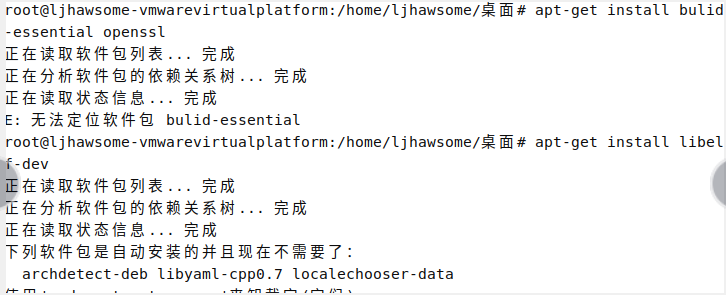 root@ljhawsome-vmwarevirtualplatform:/home/ljhawsome/桌面# apt-get install bulid
-essential openssl
正在读取软件包列表... 完成
正在分析软件包的依赖关系树... 完成
正在读取状态信息... 完成
E: 无法定位软件包 bulid-essential
root@ljhawsome-vmwarevirtualplatform:/home/ljhawsome/桌面# apt-get install libel
f-dev
正在读取软件包列表... 完成
正在分析软件包的依赖关系树... 完成
正在读取状态信息... 完成
下列软件包是自动安装的并且现在不需要了:
archdetect-deb libyaml-cpp0.7 localechooser-data